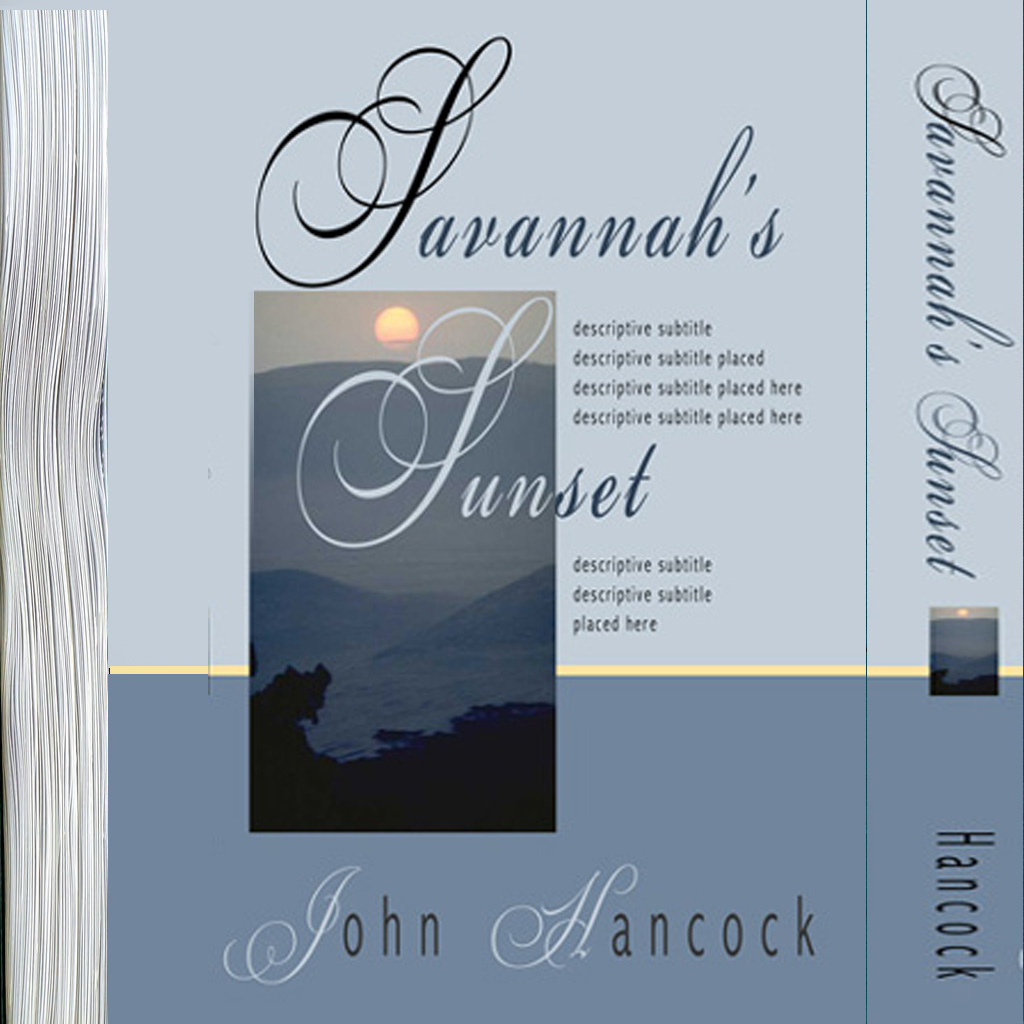 Savannah's
descriptive subtitle
descriptive subtitle placed
descriptive subtitle placed here
descriptive subtitle placed here
Sunset
descriptive subtitle
descriptive subtitle
placed here
John Hancock
Savannah's Sunset
Hancock